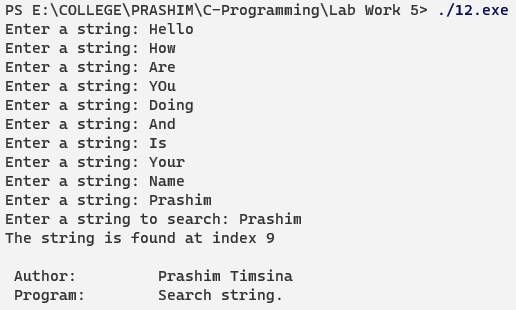 PS E:\COLLEGE\PRASHIM\C-Programming\Lab Work 5> ./12.exe
Enter a string: Hello
Enter a string: How
Enter a string: Are
Enter a string: YOu
Enter a string: Doing
Enter a string: And
Enter a string: Is
Enter a string: Your
Enter a string: Name
Enter a string: Prashim
Enter a string to search: Prashim
The string is found at index 9
Author: Prashim Timsina
Program: Search string.